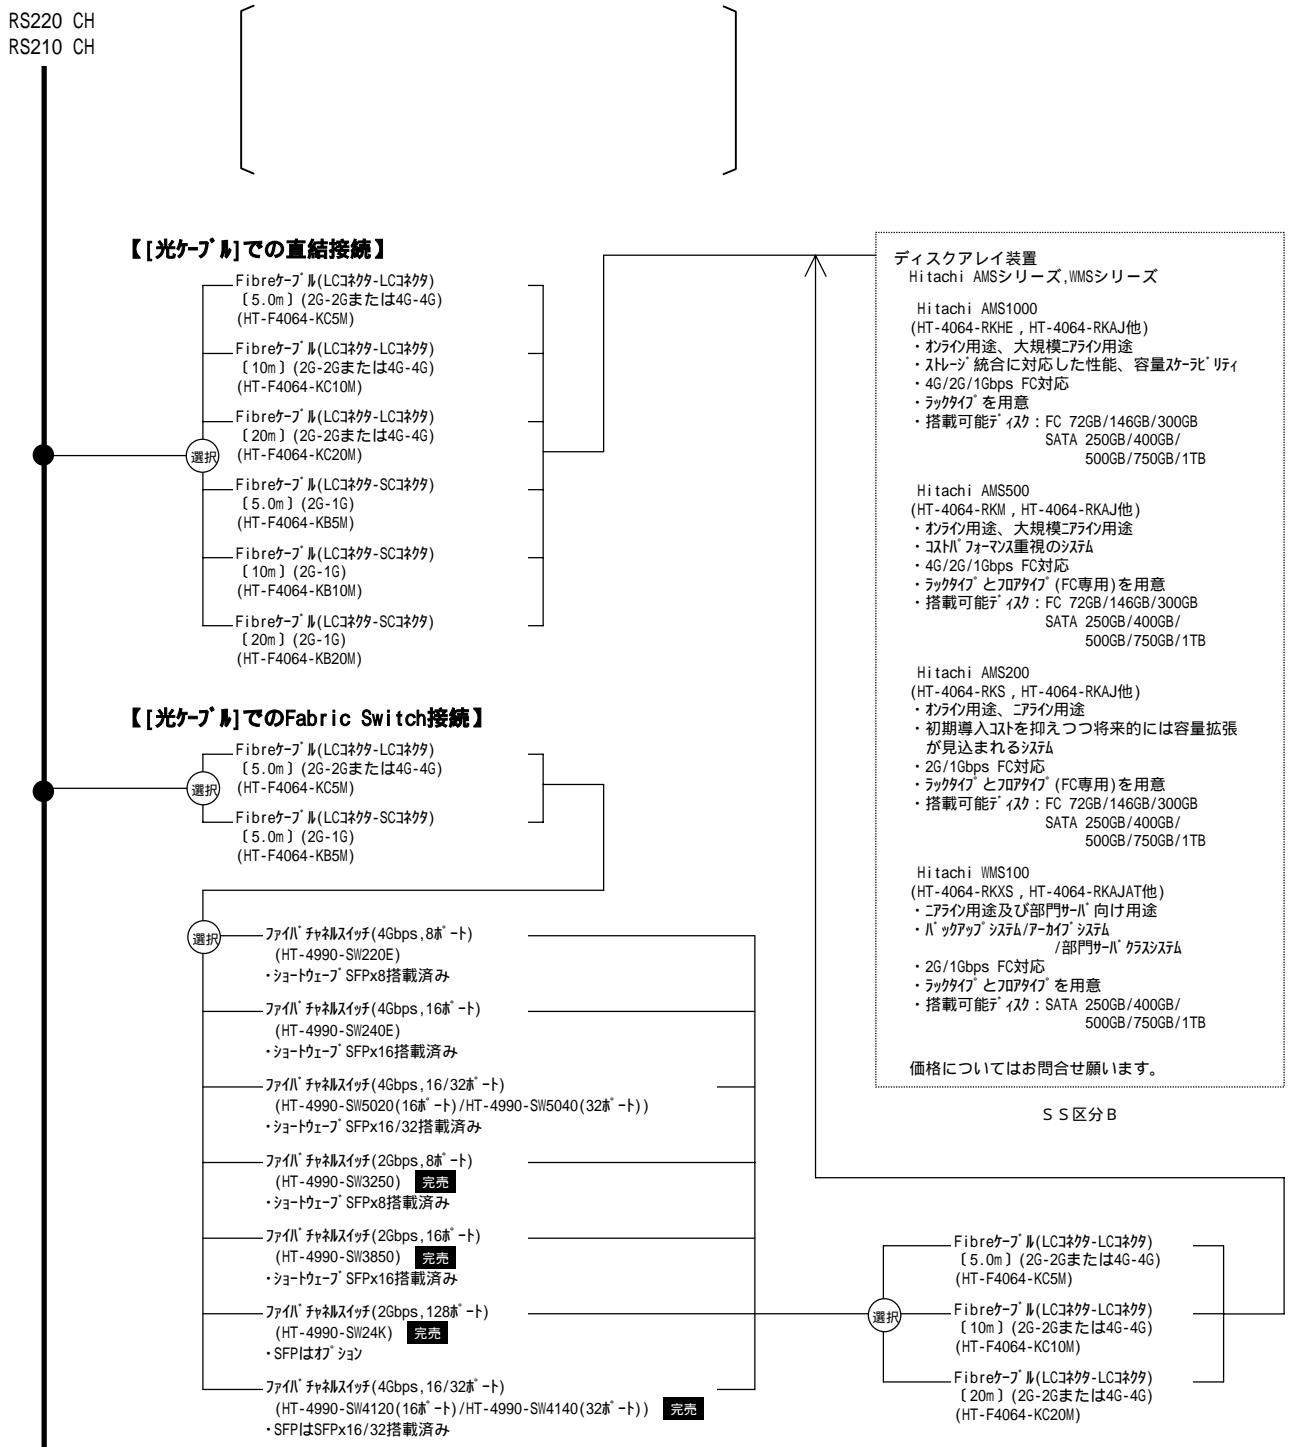 RS220 CH
RS210 CH
【[光ｹｰﾌﾞﾙ]での直結接続】
Fibreｹｰﾌﾞﾙ(LCｺﾈｸﾀ-LCｺﾈｸﾀ)
〔5.0m〕(2G-2Gまたは4G-4G)
(HT-F4064-KC5M)
Fibreｹｰﾌﾞﾙ(LCｺﾈｸﾀ-LCｺﾈｸﾀ)
〔10m〕(2G-2Gまたは4G-4G)
(HT-F4064-KC10M)
Fibreｹｰﾌﾞﾙ(LCｺﾈｸﾀ-LCｺﾈｸﾀ)
〔20m〕(2G-2Gまたは4G-4G)
選択
(HT-F4064-KC20M)
Fibreｹｰﾌﾞﾙ(LCｺﾈｸﾀ-SCｺﾈｸﾀ)
〔5.0m〕(2G-1G)
(HT-F4064-KB5M)
Fibreｹｰﾌﾞﾙ(LCｺﾈｸﾀ-SCｺﾈｸﾀ)
〔10m〕(2G-1G)
(HT-F4064-KB10M)
Fibreｹｰﾌﾞﾙ(LCｺﾈｸﾀ-SCｺﾈｸﾀ)
〔20m〕(2G-1G)
(HT-F4064-KB20M)
【[光ｹｰﾌﾞﾙ]でのFabric Switch接続】
Fibreｹｰﾌﾞﾙ(LCｺﾈｸﾀ-LCｺﾈｸﾀ)
〔5.0m〕(2G-2Gまたは4G-4G)
選択
(HT-F4064-KC5M)
Fibreｹｰﾌﾞﾙ(LCｺﾈｸﾀ-SCｺﾈｸﾀ)
〔5.0m〕(2G-1G)
(HT-F4064-KB5M)
選択
ﾌｧｲﾊﾞﾁｬﾈﾙｽｲｯﾁ(4Gbps,8ﾎﾟｰﾄ)
(HT-4990-SW220E)
・ｼｮｰﾄｳｪｰﾌﾞSFPx8搭載済み
ﾌｧｲﾊﾞﾁｬﾈﾙｽｲｯﾁ(4Gbps,16ﾎﾟｰﾄ)
(HT-4990-SW240E)
・ｼｮｰﾄｳｪｰﾌﾞSFPx16搭載済み
ﾌｧｲﾊﾞﾁｬﾈﾙｽｲｯﾁ(4Gbps,16/32ﾎﾟｰﾄ)
(HT-4990-SW5020(16ﾎﾟｰﾄ)/HT-4990-SW5040(32ﾎﾟｰﾄ))
・ｼｮｰﾄｳｪｰﾌﾞSFPx16/32搭載済み
ﾌｧｲﾊﾞﾁｬﾈﾙｽｲｯﾁ(2Gbps,8ﾎﾟｰﾄ)
(HT-4990-SW3250) 完売
・ｼｮｰﾄｳｪｰﾌﾞSFPx8搭載済み
ﾌｧｲﾊﾞﾁｬﾈﾙｽｲｯﾁ(2Gbps,16ﾎﾟｰﾄ)
(HT-4990-SW3850) 完売
・ｼｮｰﾄｳｪｰﾌﾞSFPx16搭載済み
ﾌｧｲﾊﾞﾁｬﾈﾙｽｲｯﾁ(2Gbps,128ﾎﾟｰﾄ)
(HT-4990-SW24K) 完売
・SFPはｵﾌﾟｼｮﾝ
ﾌｧｲﾊﾞﾁｬﾈﾙｽｲｯﾁ(4Gbps,16/32ﾎﾟｰﾄ)
(HT-4990-SW4120(16ﾎﾟｰﾄ)/HT-4990-SW4140(32ﾎﾟｰﾄ)) 完売
・SFPはSFPx16/32搭載済み
ディスクアレイ装置
Hitachi AMSシリーズ,WMSシリーズ
Hitachi AMS1000
(HT-4064-RKHE , HT-4064-RKAJ他)
・ｵﾝﾗｲﾝ用途、大規模ﾆｱﾗｲﾝ用途
・ｽﾄﾚｰｼﾞ統合に対応した性能、容量ｽｹｰﾗﾋﾞﾘﾃｨ
・4G/2G/1Gbps FC対応
・ﾗｯｸﾀｲﾌﾟを用意
・搭載可能ﾃﾞｨｽｸ：FC 72GB/146GB/300GB
SATA 250GB/400GB/
500GB/750GB/1TB
Hitachi AMS500
(HT-4064-RKM , HT-4064-RKAJ他)
・ｵﾝﾗｲﾝ用途、大規模ﾆｱﾗｲﾝ用途
・ｺｽﾄﾊﾟﾌｫｰﾏﾝｽ重視のｼｽﾃﾑ
・4G/2G/1Gbps FC対応
・ﾗｯｸﾀｲﾌﾟとﾌﾛｱﾀｲﾌﾟ(FC専用)を用意
・搭載可能ﾃﾞｨｽｸ：FC 72GB/146GB/300GB
SATA 250GB/400GB/
500GB/750GB/1TB
Hitachi AMS200
(HT-4064-RKS , HT-4064-RKAJ他)
・ｵﾝﾗｲﾝ用途、ﾆｱﾗｲﾝ用途
・初期導入ｺｽﾄを抑えつつ将来的には容量拡張
が見込まれるｼｽﾃﾑ
・2G/1Gbps FC対応
・ﾗｯｸﾀｲﾌﾟとﾌﾛｱﾀｲﾌﾟ(FC専用)を用意
・搭載可能ﾃﾞｨｽｸ：FC 72GB/146GB/300GB
SATA 250GB/400GB/
500GB/750GB/1TB
Hitachi WMS100
(HT-4064-RKXS , HT-4064-RKAJAT他)
・ﾆｱﾗｲﾝ用途及び部門ｻｰﾊﾞ向け用途
・ﾊﾞｯｸｱｯﾌﾟｼｽﾃﾑ/ｱｰｶｲﾌﾞｼｽﾃﾑ
/部門ｻｰﾊﾞｸﾗｽｼｽﾃﾑ
・2G/1Gbps FC対応
・ﾗｯｸﾀｲﾌﾟとﾌﾛｱﾀｲﾌﾟを用意
・搭載可能ﾃﾞｨｽｸ：SATA 250GB/400GB/
500GB/750GB/1TB
価格についてはお問合せ願います。
ＳＳ区分Ｂ
Fibreｹｰﾌﾞﾙ(LCｺﾈｸﾀ-LCｺﾈｸﾀ)
〔5.0m〕(2G-2Gまたは4G-4G)
(HT-F4064-KC5M)
選択
Fibreｹｰﾌﾞﾙ(LCｺﾈｸﾀ-LCｺﾈｸﾀ)
〔10m〕(2G-2Gまたは4G-4G)
(HT-F4064-KC10M)
Fibreｹｰﾌﾞﾙ(LCｺﾈｸﾀ-LCｺﾈｸﾀ)
〔20m〕(2G-2Gまたは4G-4G)
(HT-F4064-KC20M)